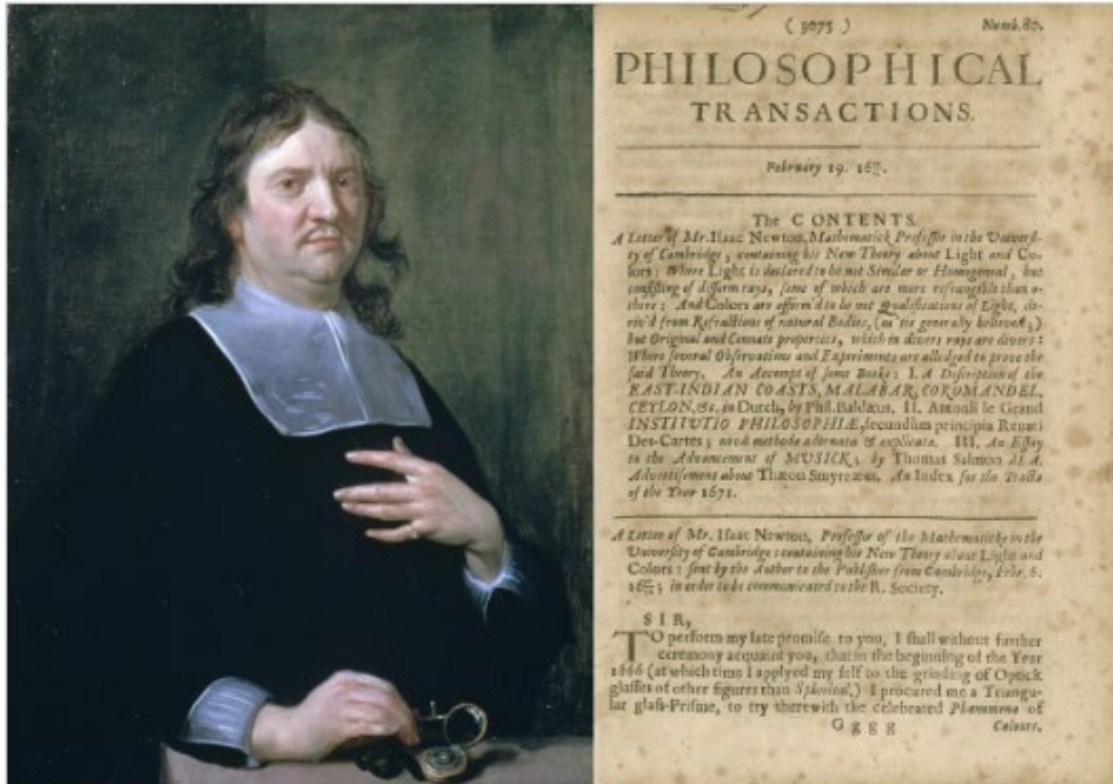 ( 3075 ) Numb. 80.
PHILOSOPHICAL
TRANSACTIONS.
February 19. 167½.
The CONTENTS.
A Letter of Mr. Isaac Newton, Mathematick Professor in the Universi-
ty of Cambridge; containing his New Theory about Light and Co-
lors: Where Light is declared to be not Similar or Homogeneal, but
consisting of difform rays, some of which are more refrangible than o-
thers: And Colors are affirm'd to be not Qualifications of Light, de-
riv'd from Refractions of natural Bodies, (as 'tis generally believed;)
but Original and Connate properties, which in divers rays are divers:
Where several Observations and Experiments are alledged to prove the
said Theory. An Accompt of some Books: I. A Description of the
EAST-INDIAN COASTS, MALABAR, COROMANDEL,
CEYLON, &c. in Dutch, by Phil. Baldæus. II. Antonii le Grand
INSTITUTIO PHILOSOPHIÆ, secundùm principia Renati
Des-Cartes; novâ methodo adornata & explicata. III. An Essay
to the Advancement of MUSICK; by Thomas Salmon M. A.
Advertisement about Thæon Smyrnæus. An Index for the Tracts
of the Year 1671.
A Letter of Mr. Isaac Newton, Professor of the Mathematicks in the
University of Cambridge; containing his New Theory about Light and
Colors: sent by the Author to the Publisher from Cambridge, Febr. 6.
167½; in order to be communicated to the R. Society.
SIR,
TO perform my late promise to you, I shall without further
ceremony acquaint you, that in the beginning of the Year
1666 (at which time I applyed my self to the grinding of Optick
glasses of other figures than Spherical,) I procured me a Triangu-
lar glass-Prisme, to try therewith the celebrated Phænomena of
Gggg Colours.